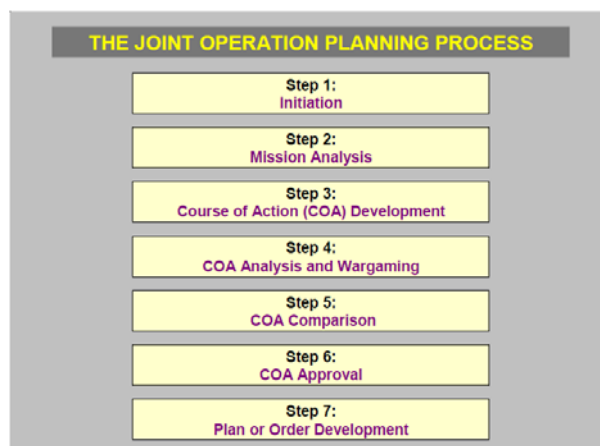 THE JOINT OPERATION PLANNING PROCESS
Step 1:
Initiation
Step 2:
Mission Analysis
Step 3:
Course of Action (COA) Development
Step 4:
COA Analysis and Wargaming
Step 5:
COA Comparison
Step 6:
COA Approval
Step 7:
Plan or Order Development